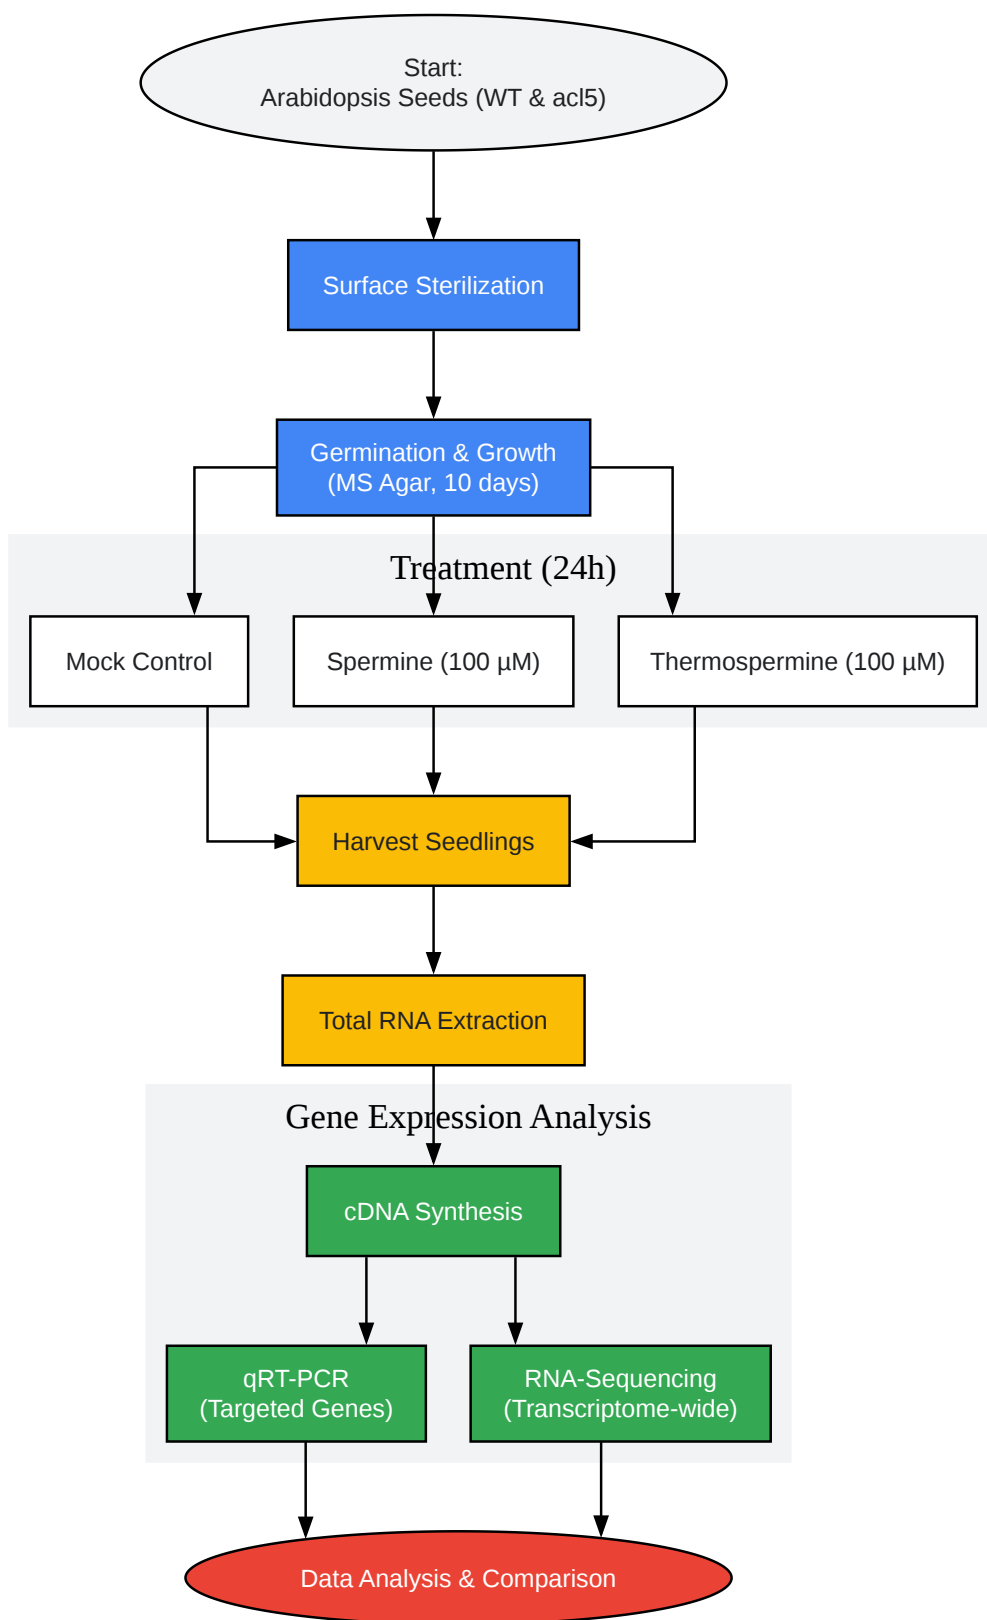 Start:
Arabidopsis Seeds (WT & acl5)
Surface Sterilization
Germination & Growth
(MS Agar, 10 days)
Treatment (24h)
Mock Control
Spermine (100 µM)
Thermospermine (100 µM)
Harvest Seedlings
Total RNA Extraction
Gene Expression Analysis
cDNA Synthesis
qRT-PCR
(Targeted Genes)
RNA-Sequencing
(Transcriptome-wide)
Data Analysis & Comparison